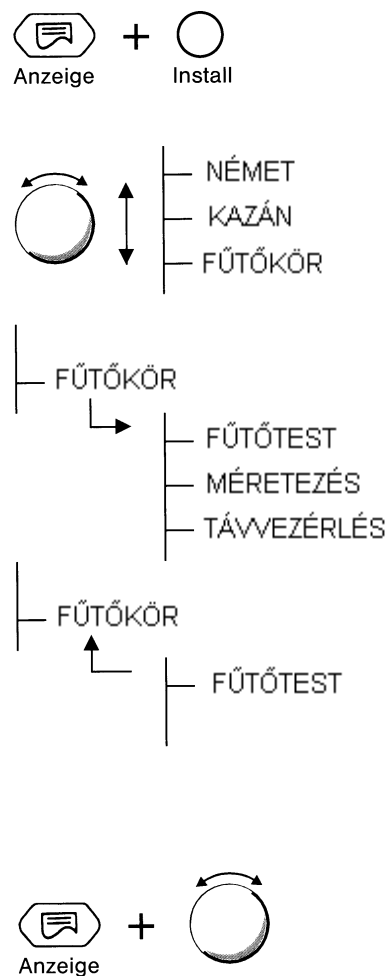 Anzeige + Install
NÉMET
KAZÁN
FŰTŐKÖR
FŰTŐKÖR
FŰTŐTEST
MÉRETEZÉS
TÁVVEZÉRLÉS
FŰTŐKÖR
FŰTŐTEST
Anzeige +